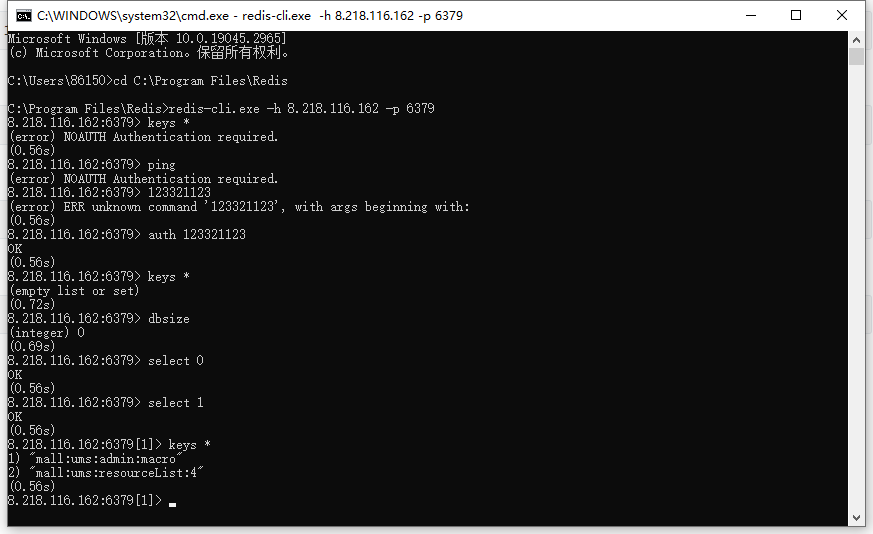 C:\WINDOWS\system32\cmd.exe - redis-cli.exe  -h 8.218.116.162 -p 6379
Microsoft Windows [版本 10.0.19045.2965]
(c) Microsoft Corporation。保留所有权利。
C:\Users\86150>cd C:\Program Files\Redis
C:\Program Files\Redis>redis-cli.exe -h 8.218.116.162 -p 6379
8.218.116.162:6379> keys *
(error) NOAUTH Authentication required.
(0.56s)
8.218.116.162:6379> ping
(error) NOAUTH Authentication required.
8.218.116.162:6379> 123321123
(error) ERR unknown command '123321123', with args beginning with:
(0.56s)
8.218.116.162:6379> auth 123321123
OK
(0.56s)
8.218.116.162:6379> keys *
(empty list or set)
(0.72s)
8.218.116.162:6379> dbsize
(integer) 0
(0.69s)
8.218.116.162:6379> select 0
OK
(0.56s)
8.218.116.162:6379> select 1
OK
(0.56s)
8.218.116.162:6379[1]> keys *
1) "mall:ums:admin:macro"
2) "mall:ums:resourceList:4"
(0.56s)
8.218.116.162:6379[1]>